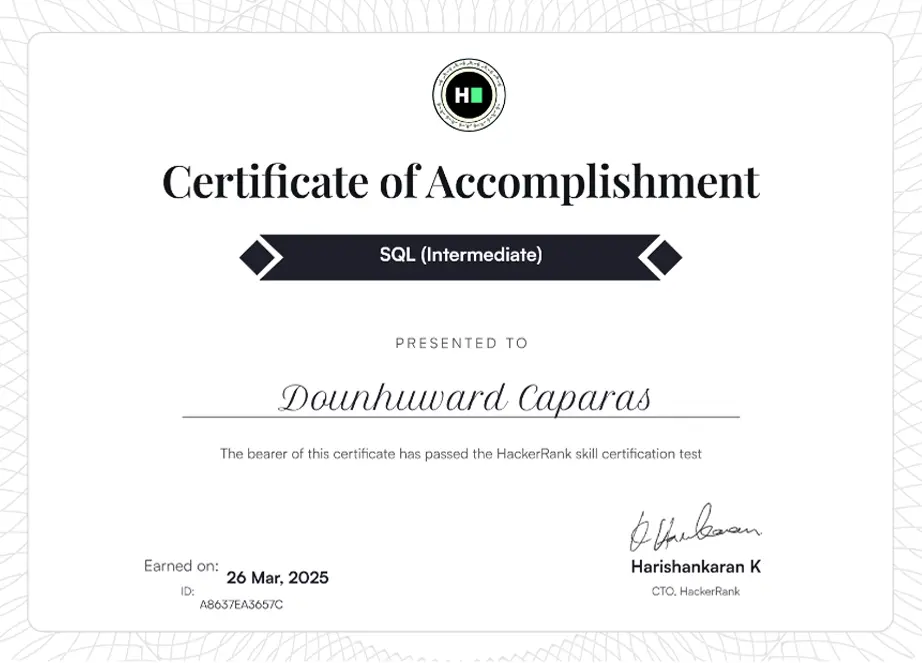 H
Certificate of Accomplishment
SQL (Intermediate)
PRESENTED TO
Dounhuward Caparas
The bearer of this certificate has passed the HackerRank skill certification test
Earned on: 26 Mar, 2025
ID: A8637EA3657C
Harishankaran K
CTO, HackerRank